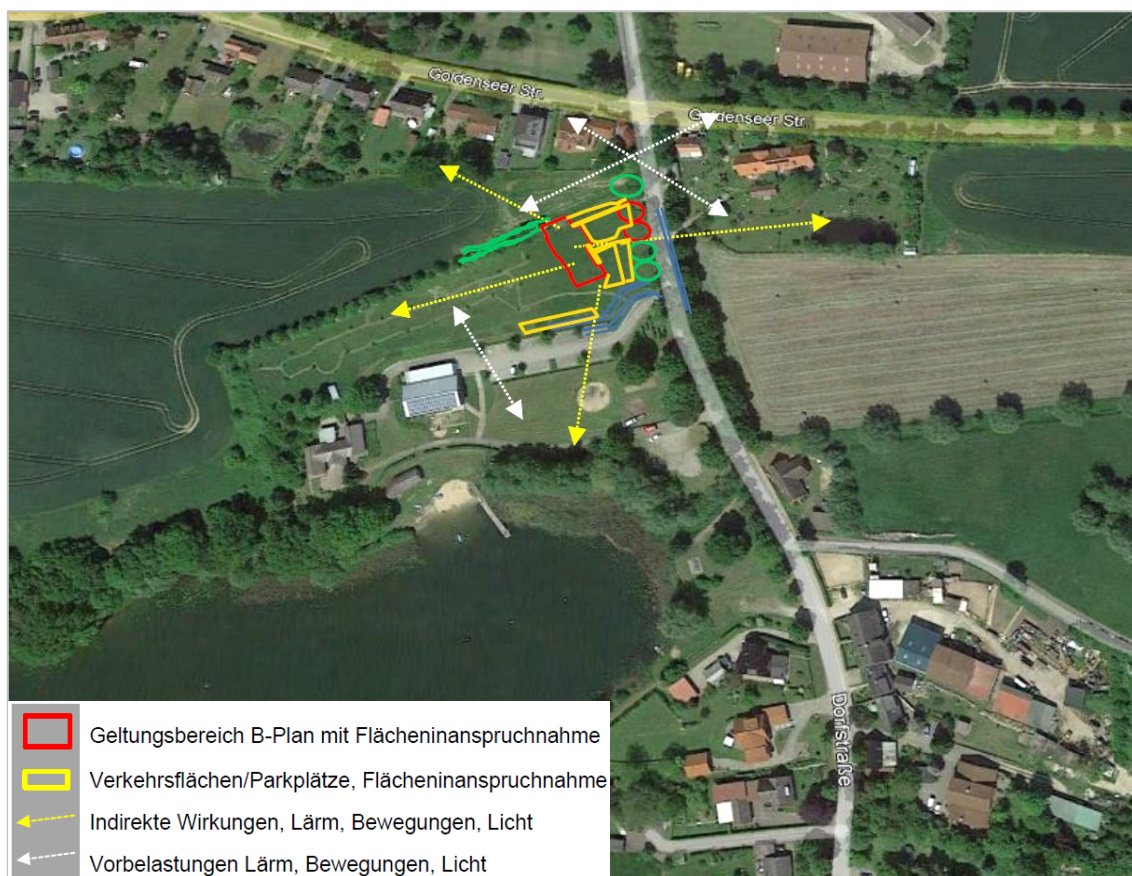 Goldenseer Str.
Goldenseer Str.
Dorfstraße
Geltungsbereich B-Plan mit Flächeninanspruchnahme
Verkehrsflächen/Parkplätze, Flächeninanspruchnahme
Indirekte Wirkungen, Lärm, Bewegungen, Licht
Vorbelastungen Lärm, Bewegungen, Licht